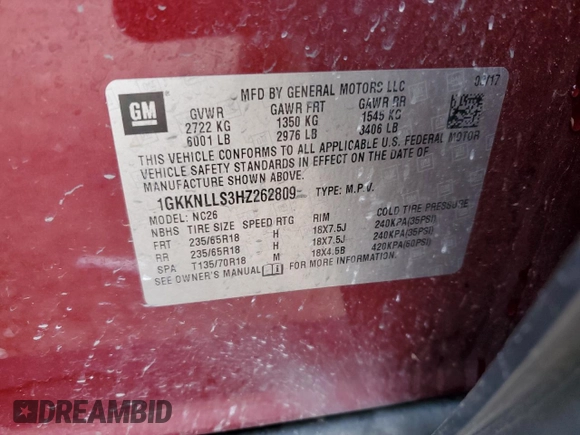 MFD BY GENERAL MOTORS LLC 03/17
GM
GVWR GAWR FRT GAWR RR
2722 KG 1350 KG 1545 KG
6001 LB 2976 LB 3406 LB
THIS VEHICLE CONFORMS TO ALL APPLICABLE U.S. FEDERAL MOTOR
VEHICLE SAFETY STANDARDS IN EFFECT ON THE DATE OF
MANUFACTURE SHOWN ABOVE.
1GKKNLLS3HZ262809 TYPE: M.P.V.
MODEL: NC26
NBHS TIRE SIZE SPEED RTG RIM COLD TIRE PRESSURE
FRT 235/65R18 H 18X7.5J 240KPA(35PSI)
RR 235/65R18 H 18X7.5J 240KPA(35PSI)
SPA T135/70R18 M 18X4.5B 420KPA(60PSI)
SEE OWNER'S MANUAL FOR MORE INFORMATION.
DREAMBID